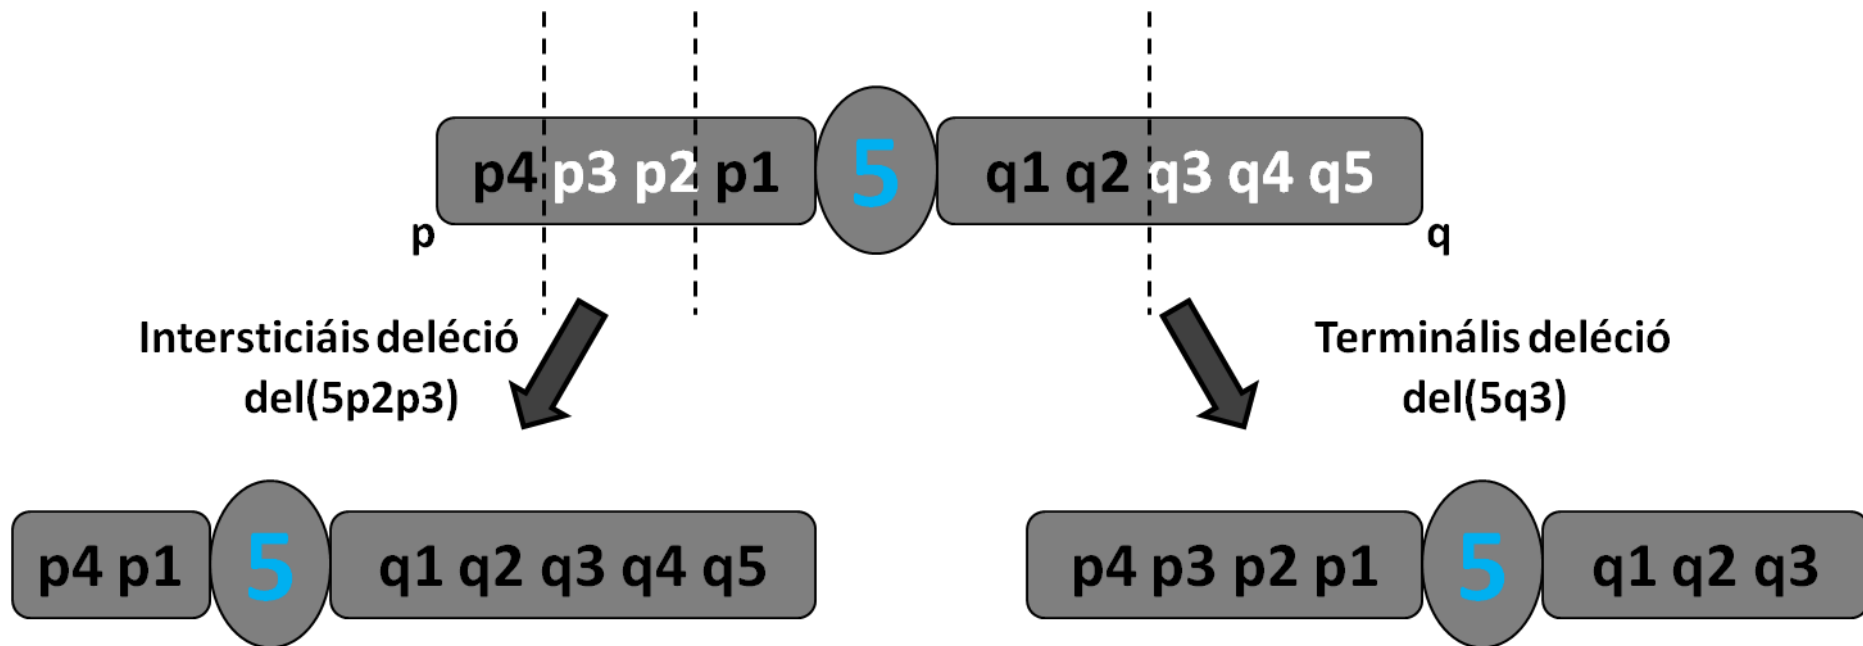 p4 p3 p2 p1 5 q1 q2 q3 q4 q5
p q
Intersticiáis deléció
del(5p2p3)
Terminális deléció
del(5q3)
p4 p1 5 q1 q2 q3 q4 q5
p4 p3 p2 p1 5 q1 q2 q3